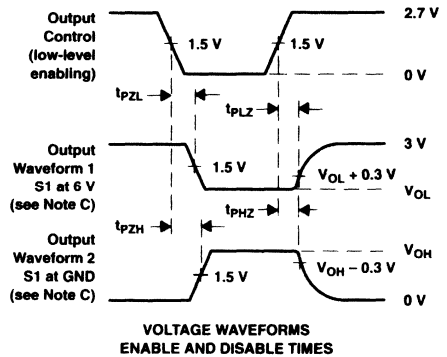 Output
Control
(low-level
enabling)
1.5 V
1.5 V
2.7 V
0 V
tPZL
tPLZ
Output
Waveform 1
S1 at 6 V
(see Note C)
1.5 V
3 V
VOL + 0.3 V
VOL
tPZH
tPHZ
Output
Waveform 2
S1 at GND
(see Note C)
1.5 V
VOH
VOH − 0.3 V
0 V
VOLTAGE WAVEFORMS
ENABLE AND DISABLE TIMES